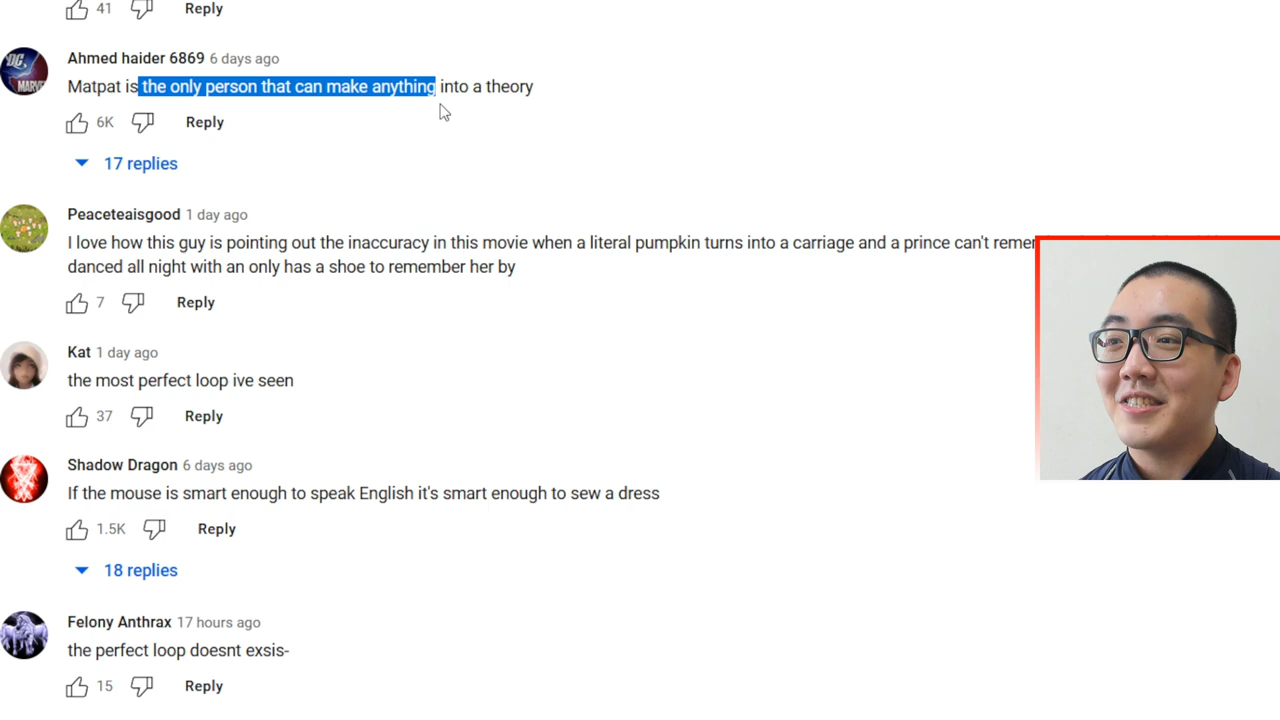 41 Reply
Ahmed haider 6869 6 days ago
Matpat is the only person that can make anything into a theory
6K Reply
17 replies
Peaceteaisgood 1 day ago
I love how this guy is pointing out the inaccuracy in this movie when a literal pumpkin turns into a carriage and a prince can't
danced all night with an only has a shoe to remember her by
7 Reply
Kat 1 day ago
the most perfect loop ive seen
37 Reply
Shadow Dragon 6 days ago
If the mouse is smart enough to speak English it's smart enough to sew a dress
1.5K Reply
18 replies
Felony Anthrax 17 hours ago
the perfect loop doesnt exsis-
15 Reply
DC
MARV